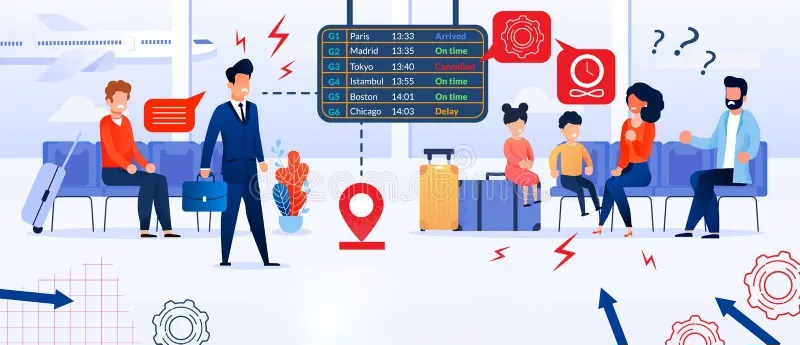 G1 Paris 13:33 Arrived
G2 Madrid 13:35 On time
G3 Tokyo 13:40 Cancelled
G4 Istambul 13:55 On time
G5 Boston 14:01 On time
G6 Chicago 14:03 Delay
? ? ?
dreamstime